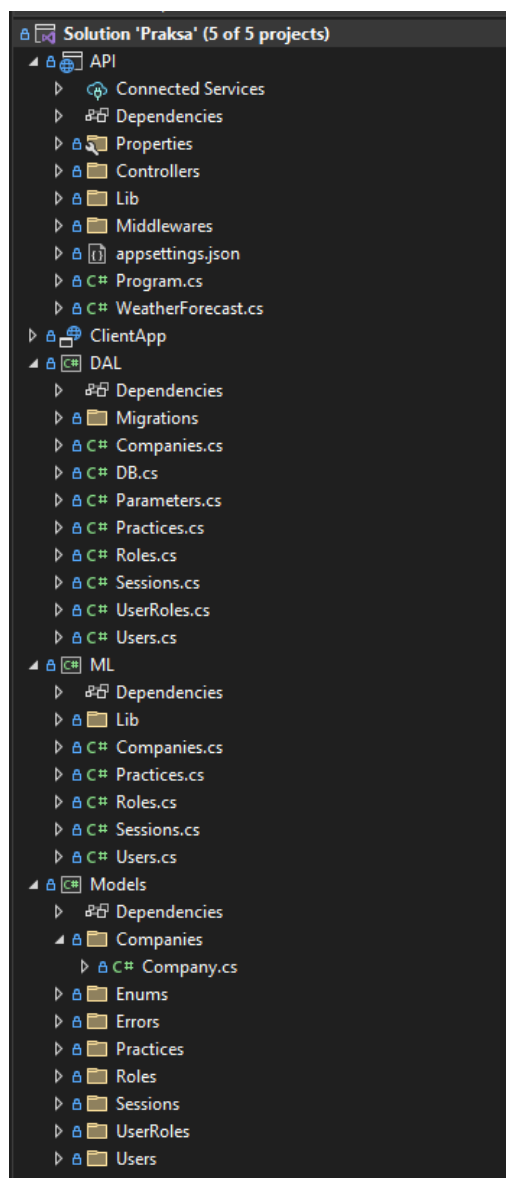 Solution 'Praksa' (5 of 5 projects)
API
Connected Services
Dependencies
Properties
Controllers
Lib
Middlewares
appsettings.json
C# Program.cs
C# WeatherForecast.cs
ClientApp
C# DAL
Dependencies
Migrations
C# Companies.cs
C# DB.cs
C# Parameters.cs
C# Practices.cs
C# Roles.cs
C# Sessions.cs
C# UserRoles.cs
C# Users.cs
C# ML
Dependencies
Lib
C# Companies.cs
C# Practices.cs
C# Roles.cs
C# Sessions.cs
C# Users.cs
C# Models
Dependencies
Companies
C# Company.cs
Enums
Errors
Practices
Roles
Sessions
UserRoles
Users